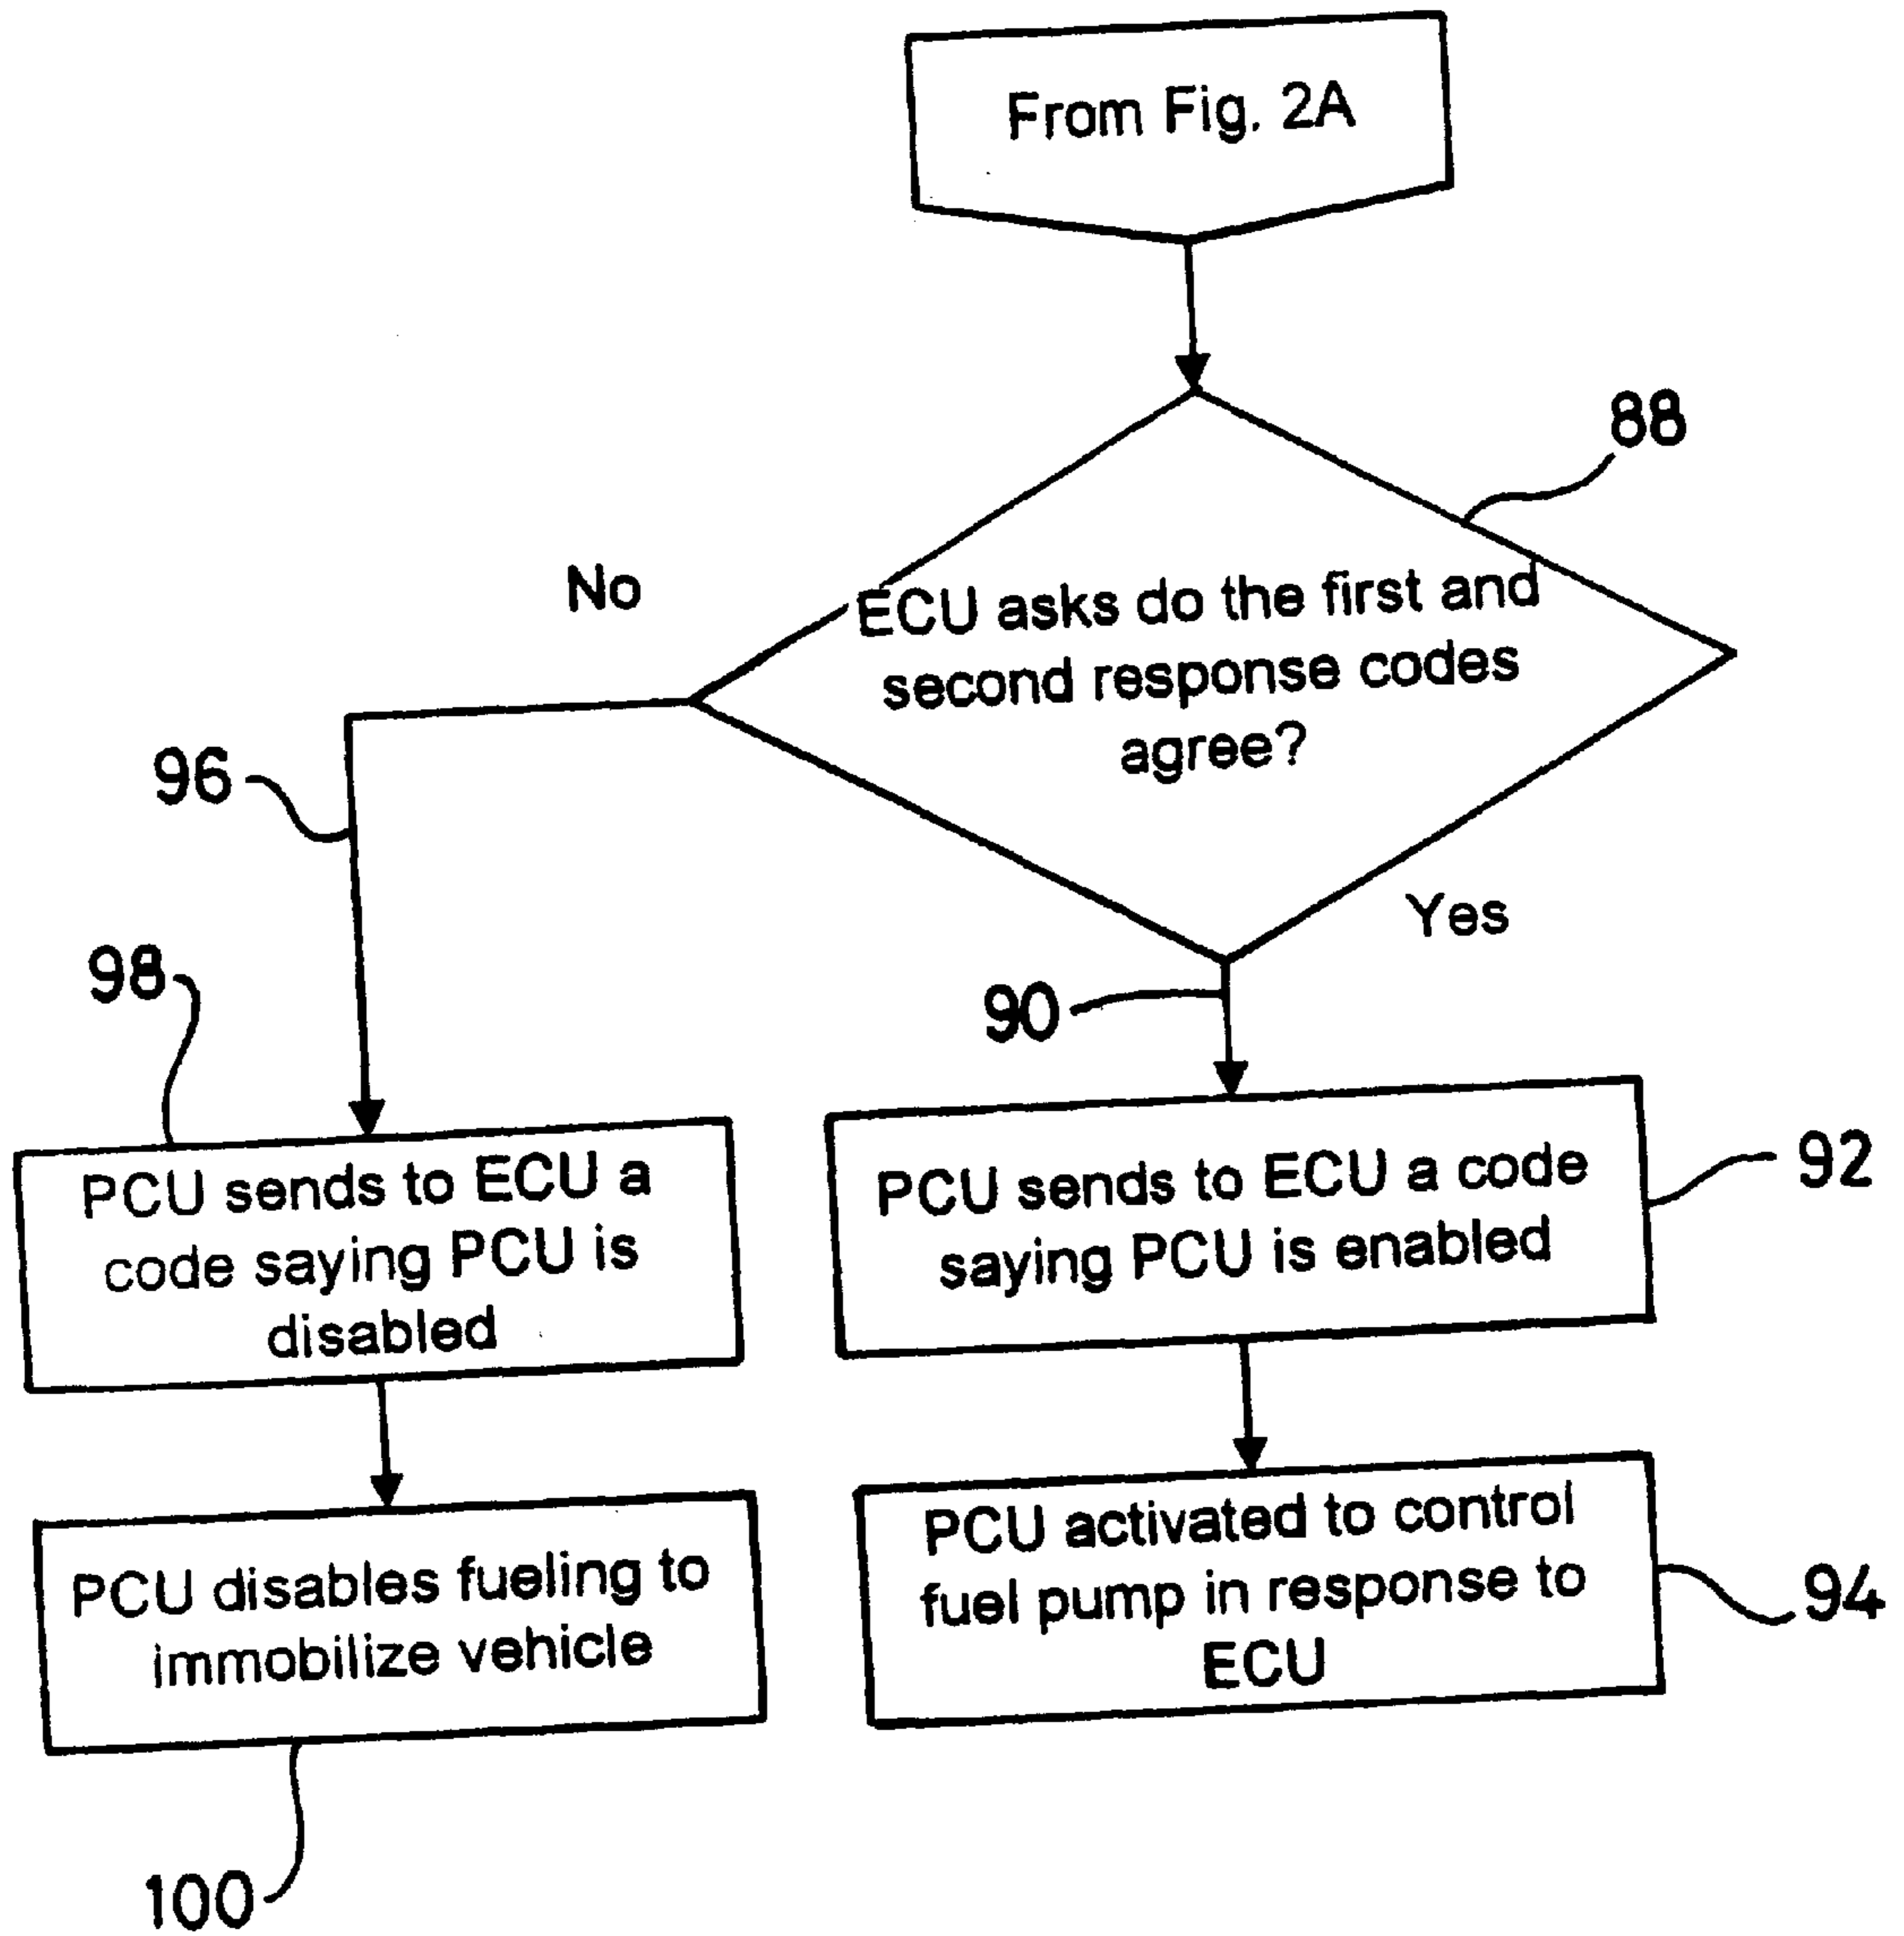 From Fig. 2A
88
No
ECU asks do the first and
second response codes
agree?
96
Yes
98
90
PCU sends to ECU a
code saying PCU is
disabled
PCU sends to ECU a code
saying PCU is enabled
92
PCU disables fueling to
immobilize vehicle
PCU activated to control
fuel pump in response to
ECU
94
100